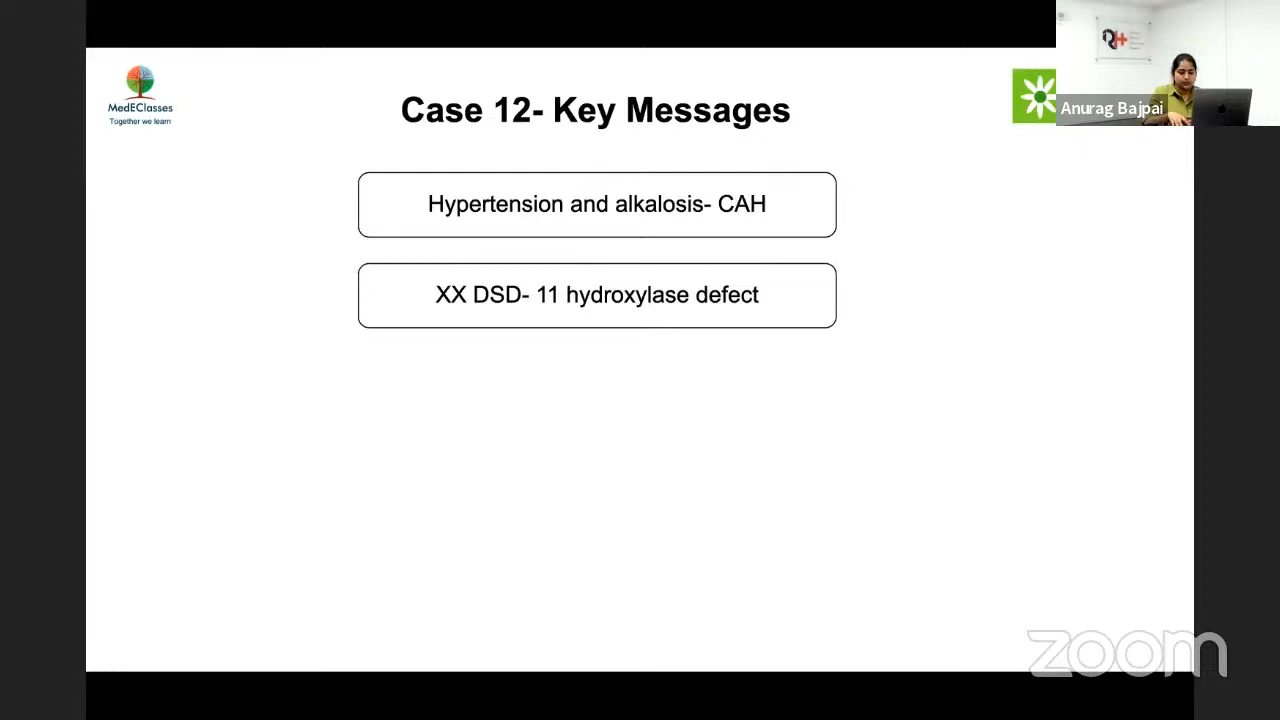 MedEClasses
Together we learn
Case 12- Key Messages
Anurag Bajpai
Hypertension and alkalosis- CAH
XX DSD- 11 hydroxylase defect
zoom